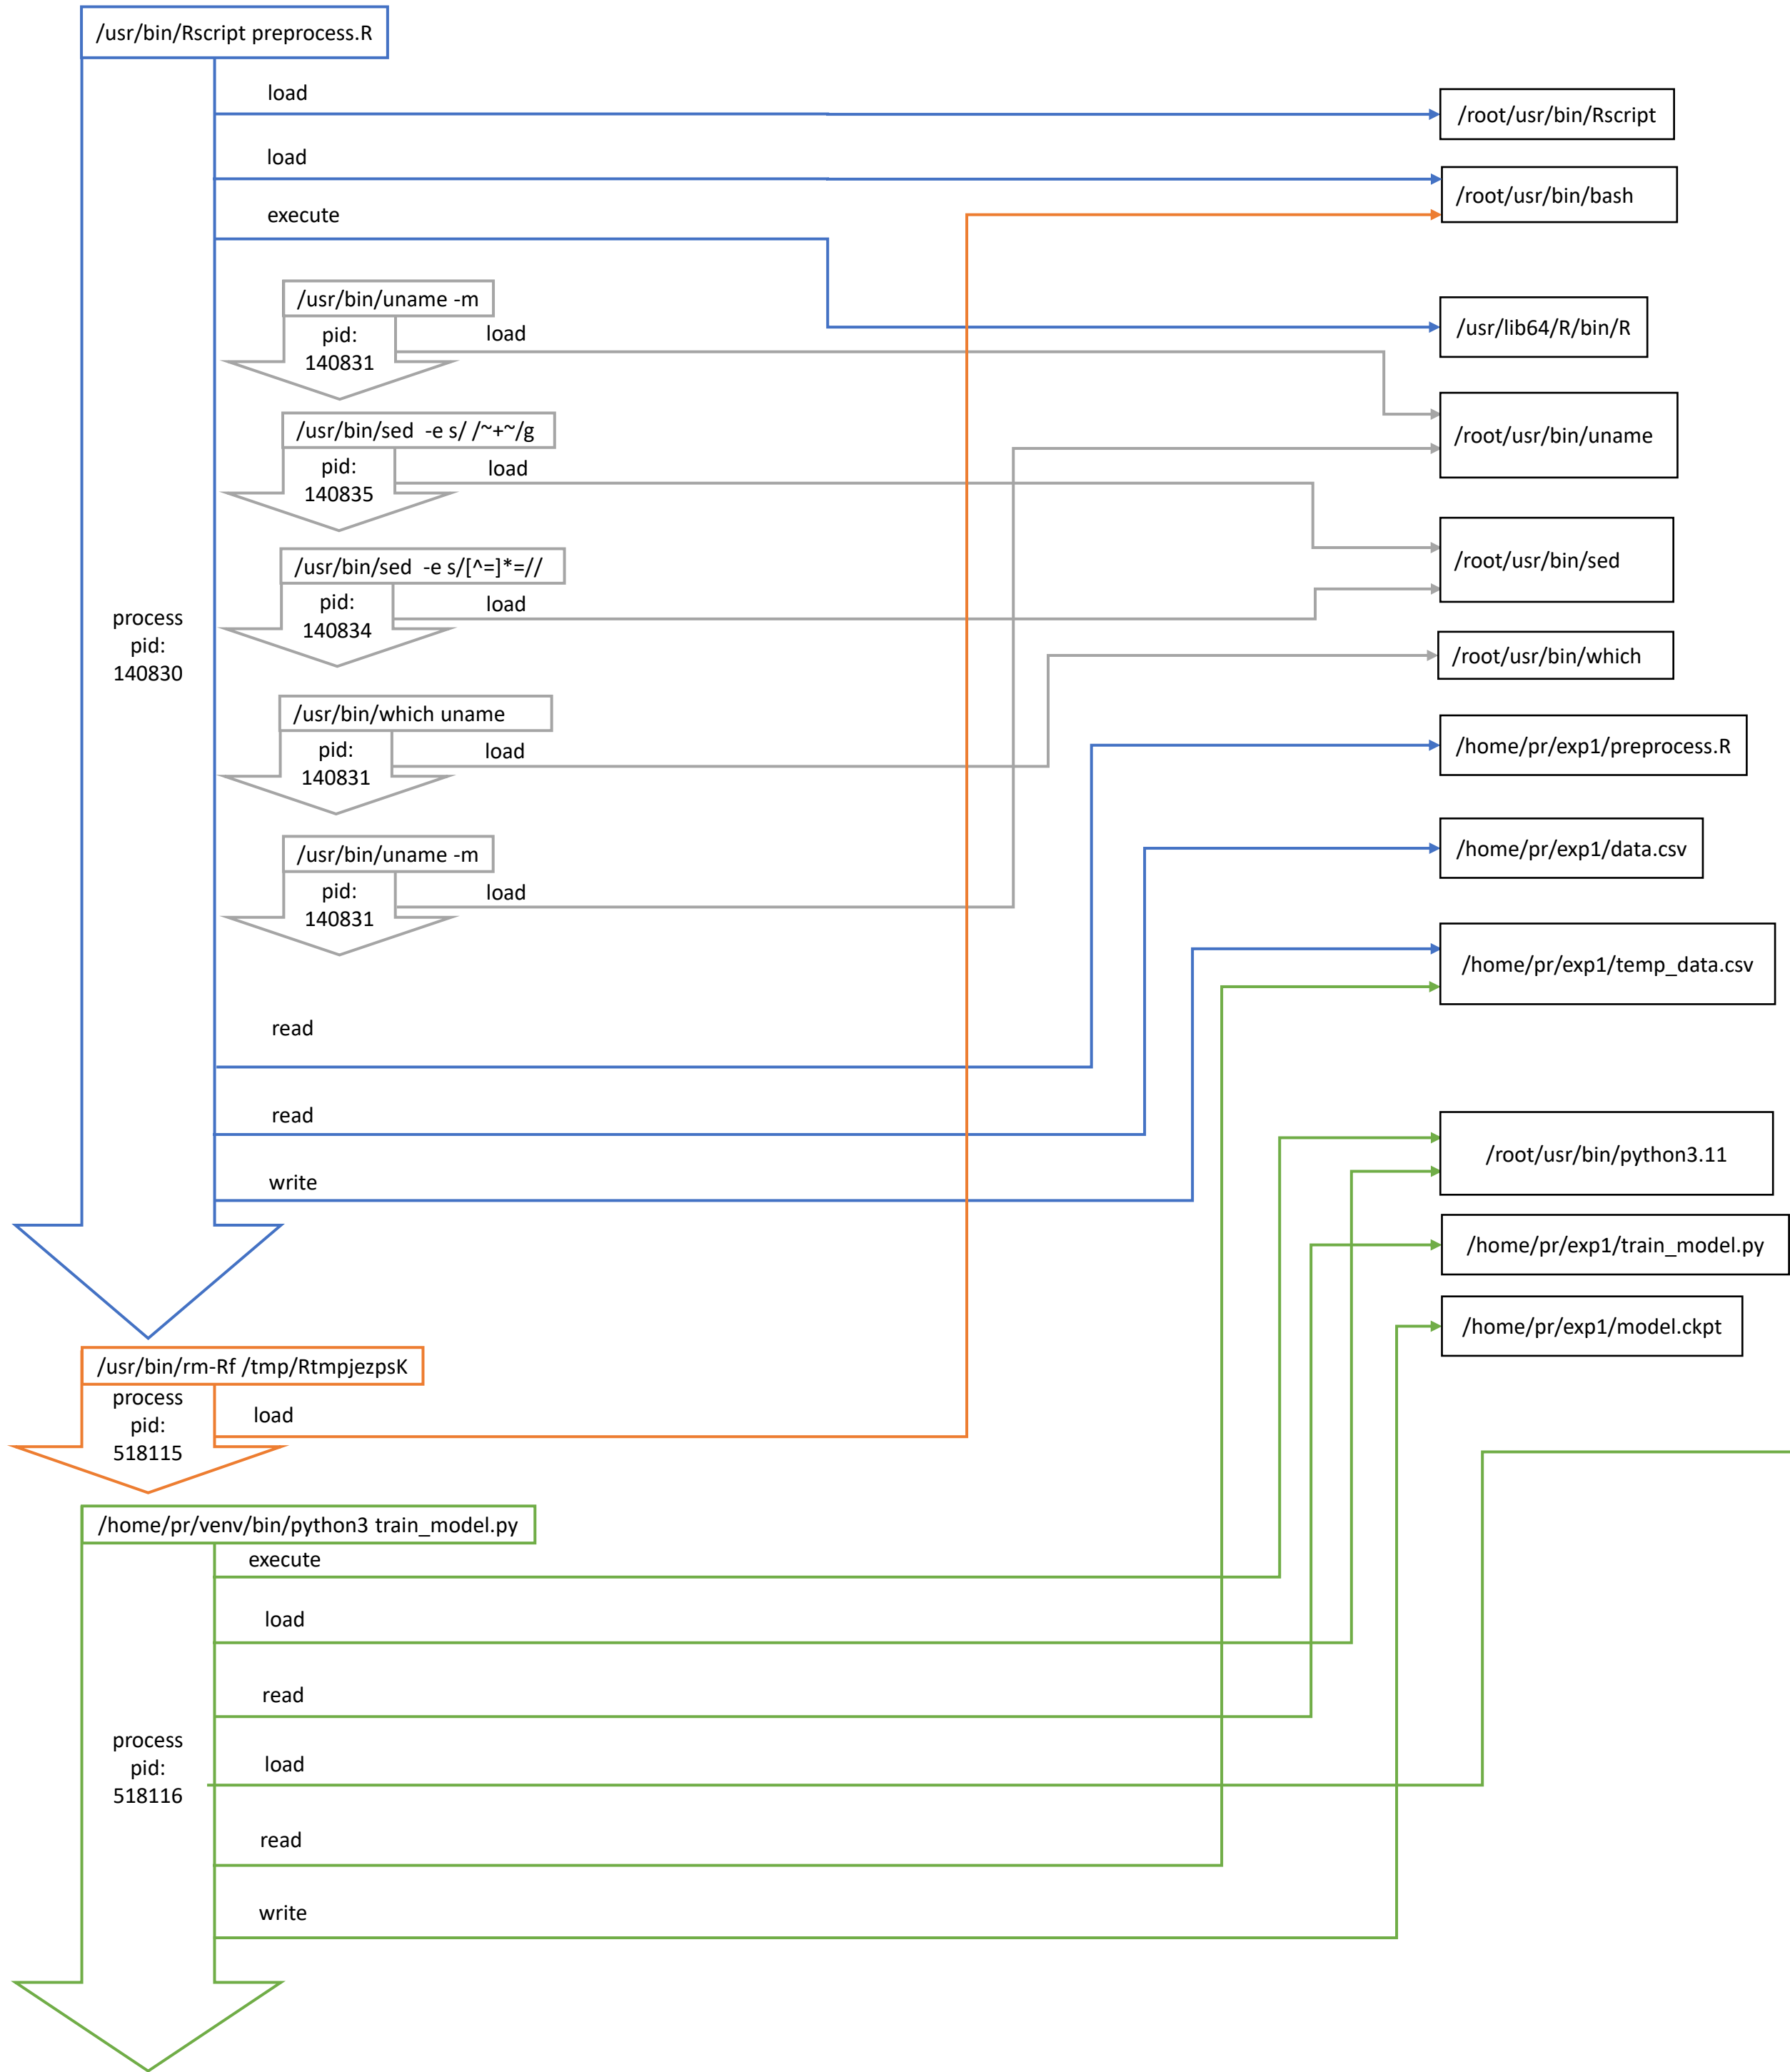 /usr/bin/Rscript preprocess.R
load
/root/usr/bin/Rscript
load
/root/usr/bin/bash
execute
/usr/bin/uname -m
/usr/lib64/R/bin/R
pid:
140831
load
/usr/bin/sed  -e s/ /~+~/g
/root/usr/bin/uname
pid:
140835
load
/usr/bin/sed  -e s/[^=]*=//
/root/usr/bin/sed
pid:
140834
load
process
pid:
140830
/root/usr/bin/which
/usr/bin/which uname
pid:
140831
load
/home/pr/exp1/preprocess.R
/usr/bin/uname -m
/home/pr/exp1/data.csv
pid:
140831
load
/home/pr/exp1/temp_data.csv
read
read
/root/usr/bin/python3.11
write
/home/pr/exp1/train_model.py
/home/pr/exp1/model.ckpt
/usr/bin/rm-Rf /tmp/RtmpjezpsK
process
pid:
518115
load
/home/pr/venv/bin/python3 train_model.py
execute
load
read
process
pid:
518116
load
read
write